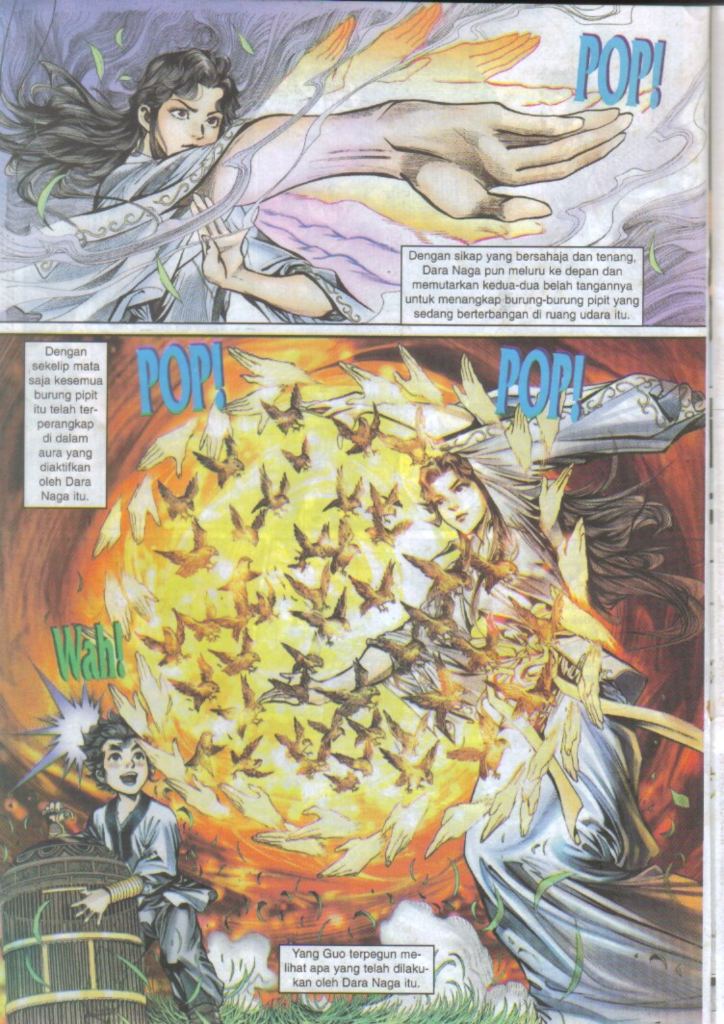 POP!
Dengan sikap yang bersahaja dan tenang,
Dara Naga pun meluru ke depan dan
memutarkan kedua-dua belah tangannya
untuk menangkap burung-burung pipit yang
sedang berterbangan di ruang udara itu.
Dengan
sekelip mata
saja kesemua
burung pipit
itu telah ter-
perangkap
di dalam
aura yang
diaktifkan
oleh Dara
Naga itu.
POP!
POP!
Wah!
Yang Guo terpegun me-
lihat apa yang telah dilaku-
kan oleh Dara Naga itu.